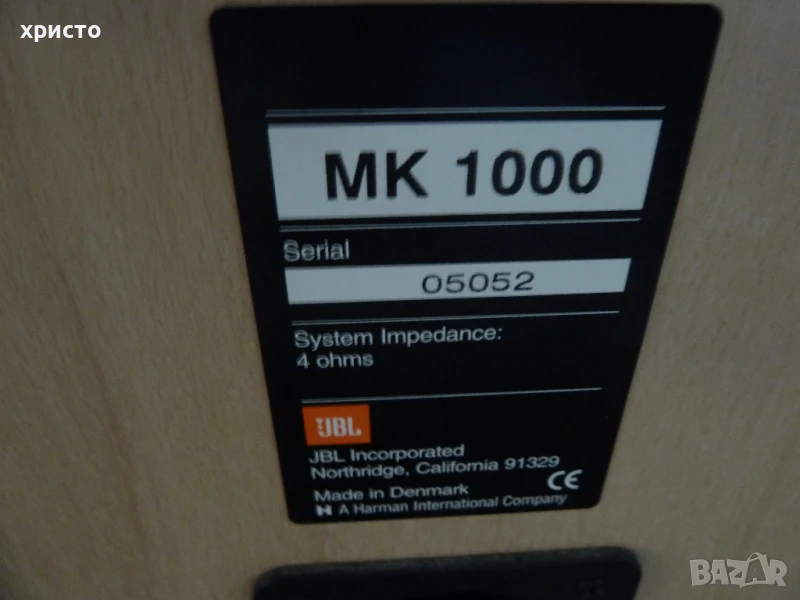 христо
MK 1000
Serial
05052
System Impedance:
4 ohms
JBL
JBL Incorporated
Northridge, California 91329
Made in Denmark
CE
A Harman International Company
BAZAR